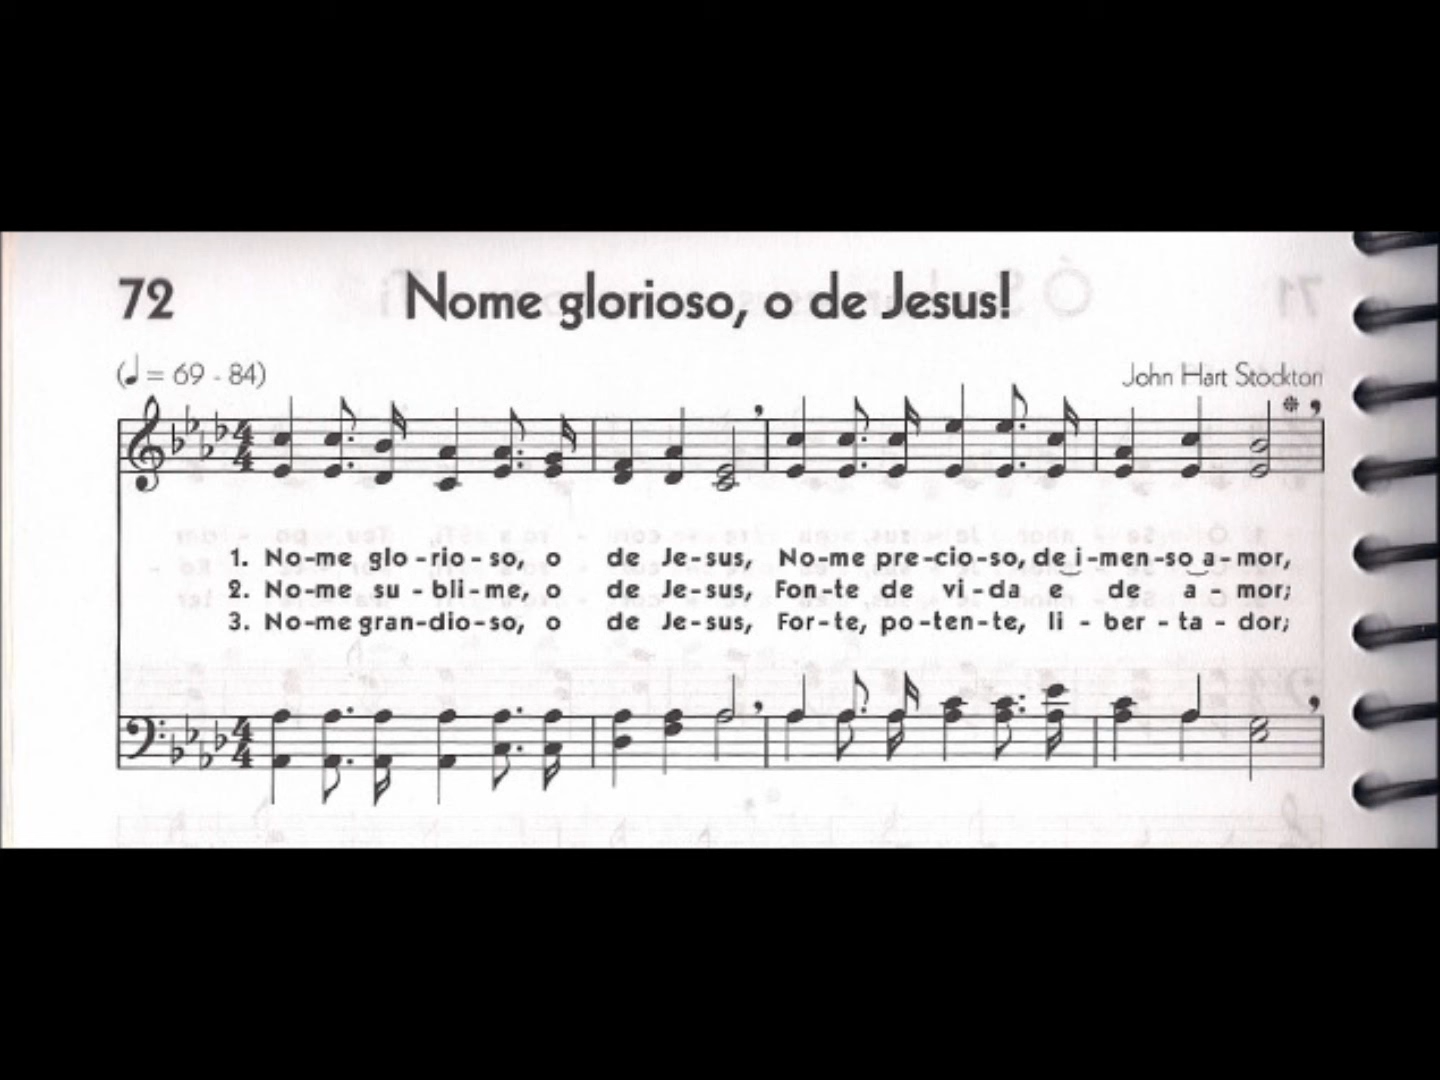 72 Nome glorioso, o de Jesus!
(♩ = 69 - 84) John Hart Stockton
1. No-me glo-rio-so, o de Je-sus, No-me pre-cio-so, de‿i-men-so‿a-mor,
2. No-me su-bli-me, o de Je-sus, Fon-te de vi-da e de a-mor;
3. No-me gran-dio-so, o de Je-sus, For-te, po-ten-te, li-ber-ta-dor;